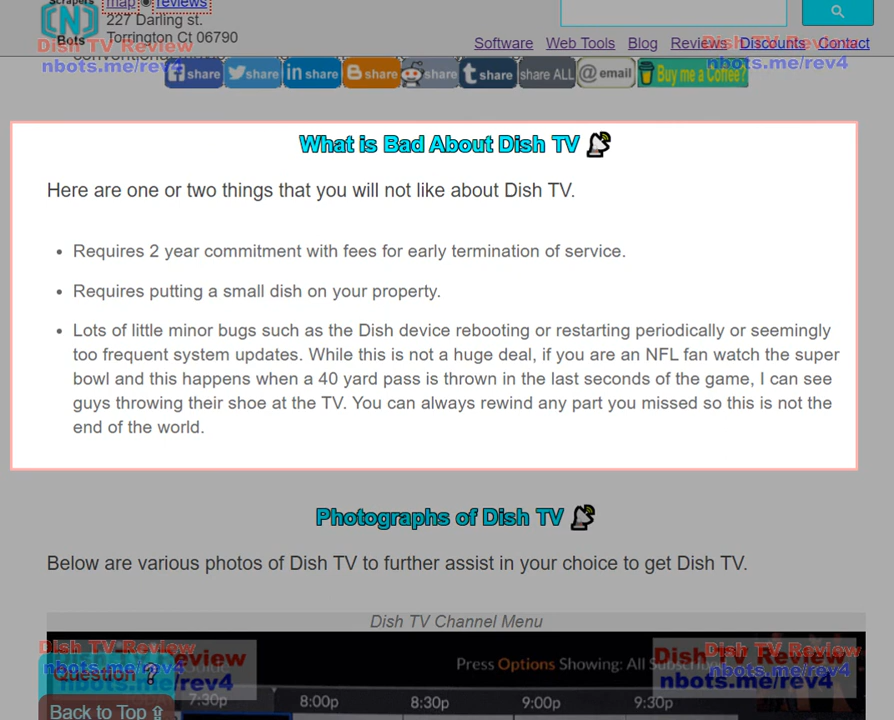 Scrapers
map reviews
227 Darling st.
Torrington Ct 06790
N
Bots
Dish TV Review
nbots.me/rev4
Software Web Tools Blog Reviews Discounts Contact
Dish TV Review
nbots.me/rev4
share share share share share share share ALL @email Buy me a Coffee?
What is Bad About Dish TV
Here are one or two things that you will not like about Dish TV.
• Requires 2 year commitment with fees for early termination of service.
• Requires putting a small dish on your property.
• Lots of little minor bugs such as the Dish device rebooting or restarting periodically or seemingly
too frequent system updates. While this is not a huge deal, if you are an NFL fan watch the super
bowl and this happens when a 40 yard pass is thrown in the last seconds of the game, I can see
guys throwing their shoe at the TV. You can always rewind any part you missed so this is not the
end of the world.
Photographs of Dish TV
Below are various photos of Dish TV to further assist in your choice to get Dish TV.
Dish TV Channel Menu
Dish TV Review
nbots.me/rev4
Question ?
Review
/rev4
Press Options Showing: All
Dish TV Review
nbots.me/rev4
Dish TV Review
nbots.me/rev4
7:30p 8:00p 8:30p 9:00p 9:30p
Back to Top ⇧